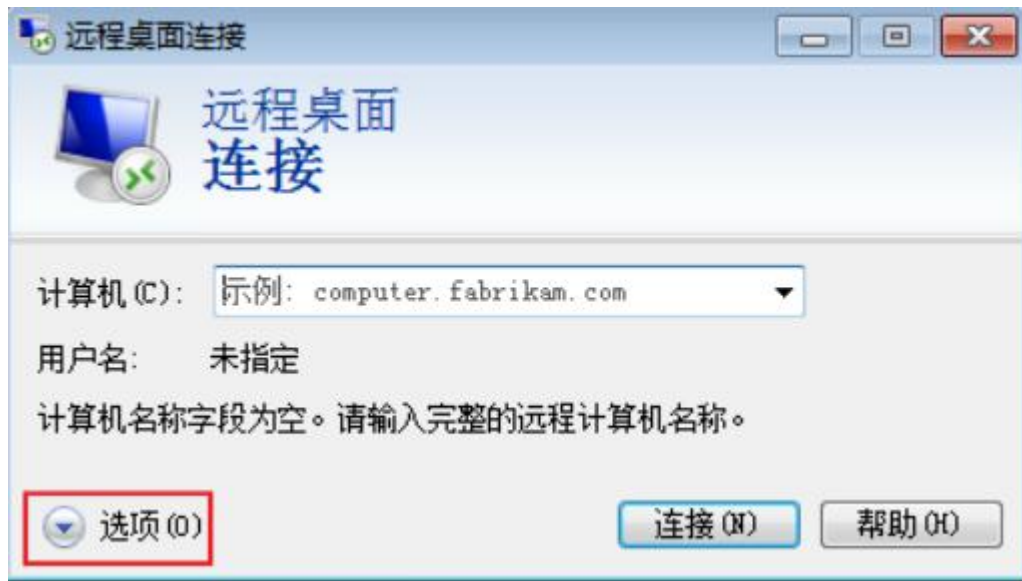 远程桌面连接
远程桌面
连接
计算机(C): 示例: computer.fabrikam.com
用户名: 未指定
计算机名称字段为空。请输入完整的远程计算机名称。
选项(O) 连接(N) 帮助(H)